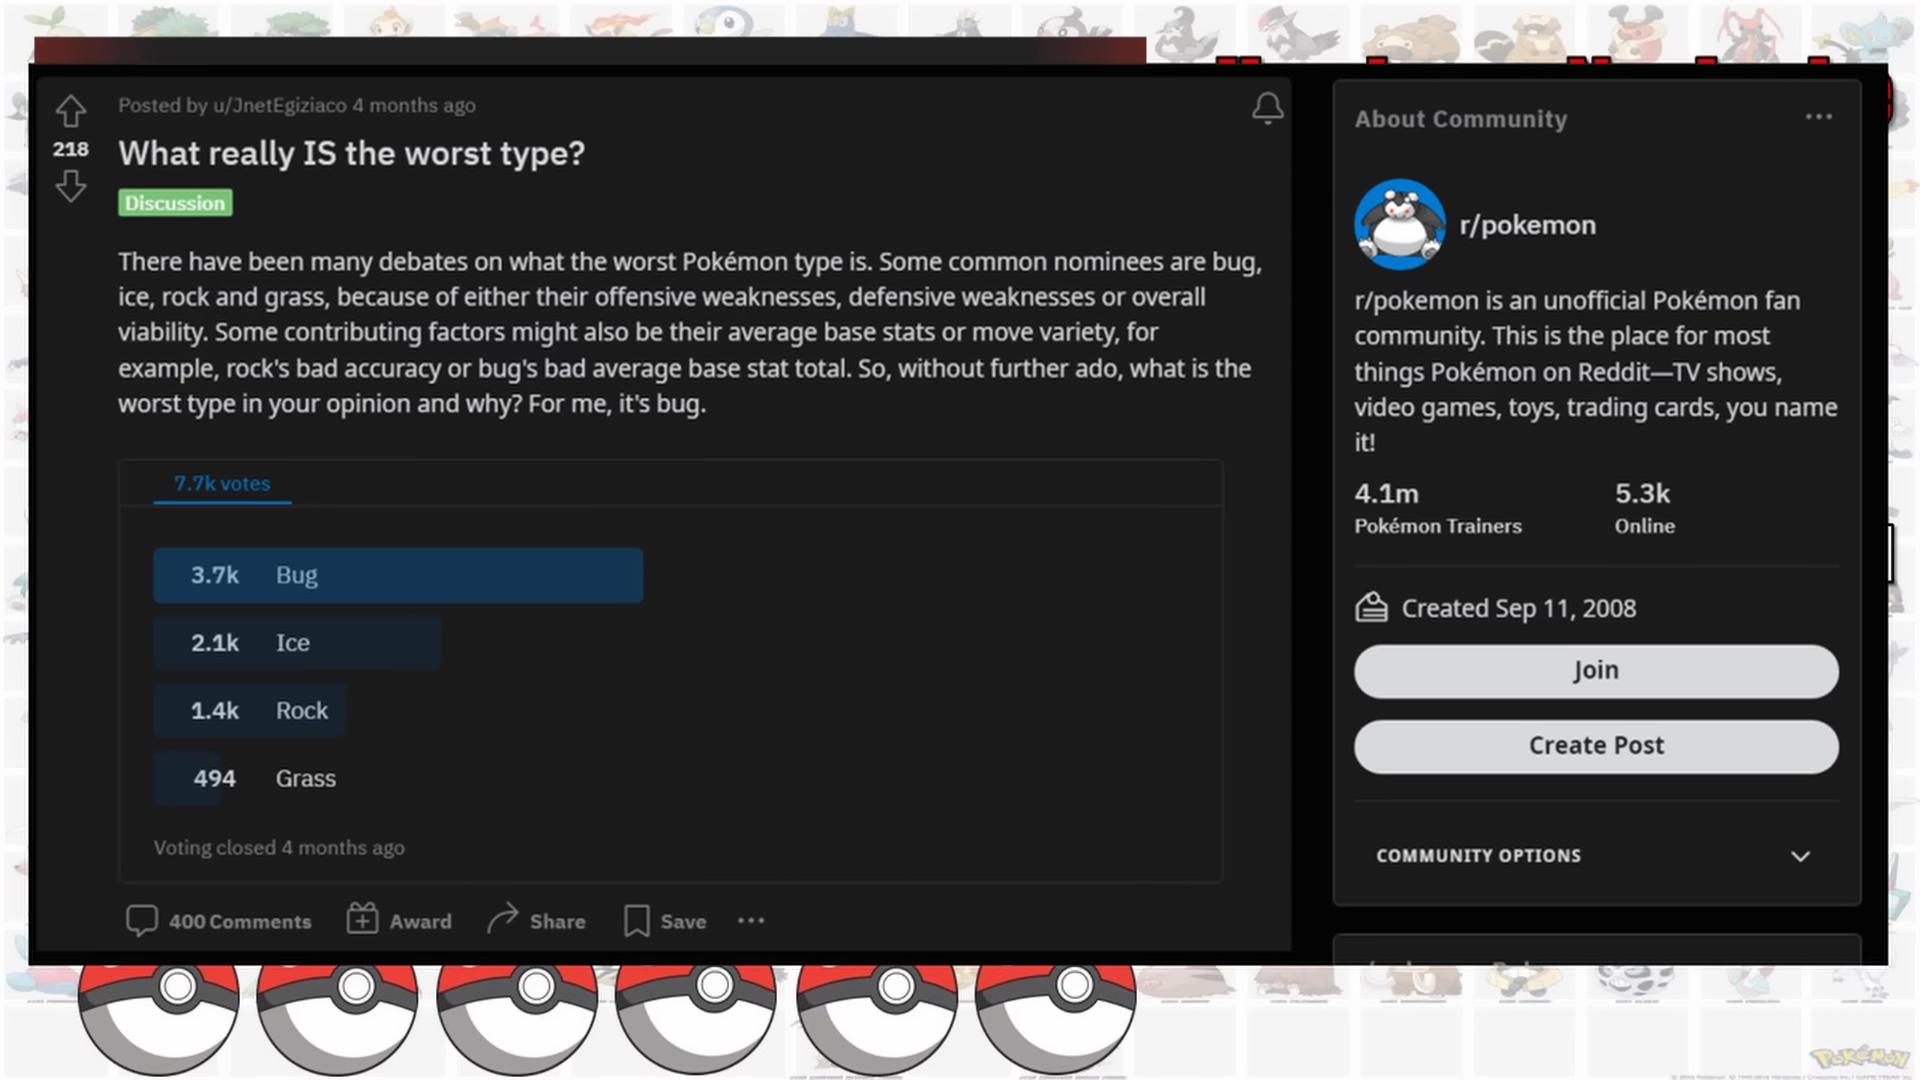 Posted by u/JnetEgiziaco 4 months ago
218
What really IS the worst type?
Discussion
There have been many debates on what the worst Pokémon type is. Some common nominees are bug,
ice, rock and grass, because of either their offensive weaknesses, defensive weaknesses or overall
viability. Some contributing factors might also be their average base stats or move variety, for
example, rock's bad accuracy or bug's bad average base stat total. So, without further ado, what is the
worst type in your opinion and why? For me, it's bug.
7.7k votes
3.7k Bug
2.1k Ice
1.4k Rock
494 Grass
Voting closed 4 months ago
400 Comments Award Share Save
About Community
r/pokemon
r/pokemon is an unofficial Pokémon fan
community. This is the place for most
things Pokémon on Reddit—TV shows,
video games, toys, trading cards, you name
it!
4.1m 5.3k
Pokémon Trainers Online
Created Sep 11, 2008
Join
Create Post
COMMUNITY OPTIONS
POKéMON